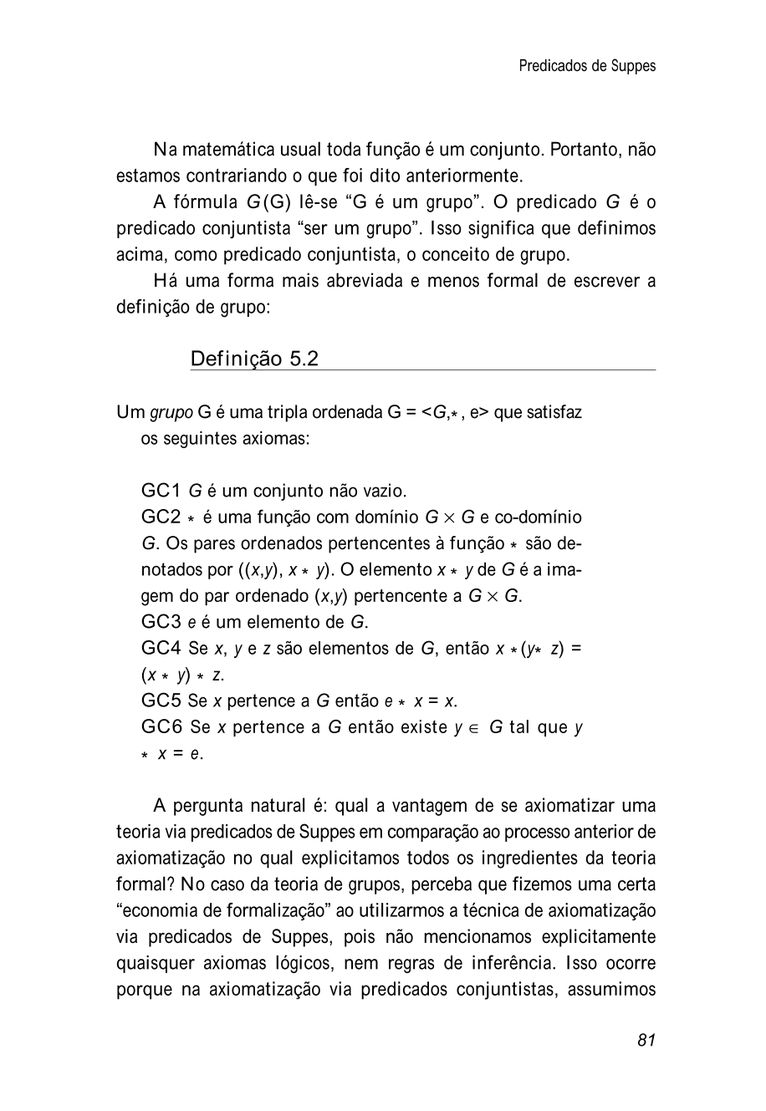 Predicados de Suppes
Na matemática usual toda função é um conjunto. Portanto, não
estamos contrariando o que foi dito anteriormente.
A fórmula G(G) lê-se “G é um grupo”. O predicado G é o
predicado conjuntista “ser um grupo”. Isso significa que definimos
acima, como predicado conjuntista, o conceito de grupo.
Há uma forma mais abreviada e menos formal de escrever a
definição de grupo:
Definição 5.2
Um grupo G é uma tripla ordenada G = <G,*, e> que satisfaz
os seguintes axiomas:
GC1 G é um conjunto não vazio.
GC2 * é uma função com domínio G × G e co-domínio
G. Os pares ordenados pertencentes à função * são de-
notados por ((x,y), x * y). O elemento x * y de G é a ima-
gem do par ordenado (x,y) pertencente a G × G.
GC3 e é um elemento de G.
GC4 Se x, y e z são elementos de G, então x *(y* z) =
(x * y) * z.
GC5 Se x pertence a G então e * x = x.
GC6 Se x pertence a G então existe y ∈ G tal que y
* x = e.
A pergunta natural é: qual a vantagem de se axiomatizar uma
teoria via predicados de Suppes em comparação ao processo anterior de
axiomatização no qual explicitamos todos os ingredientes da teoria
formal? No caso da teoria de grupos, perceba que fizemos uma certa
“economia de formalização” ao utilizarmos a técnica de axiomatização
via predicados de Suppes, pois não mencionamos explicitamente
quaisquer axiomas lógicos, nem regras de inferência. Isso ocorre
porque na axiomatização via predicados conjuntistas, assumimos
81